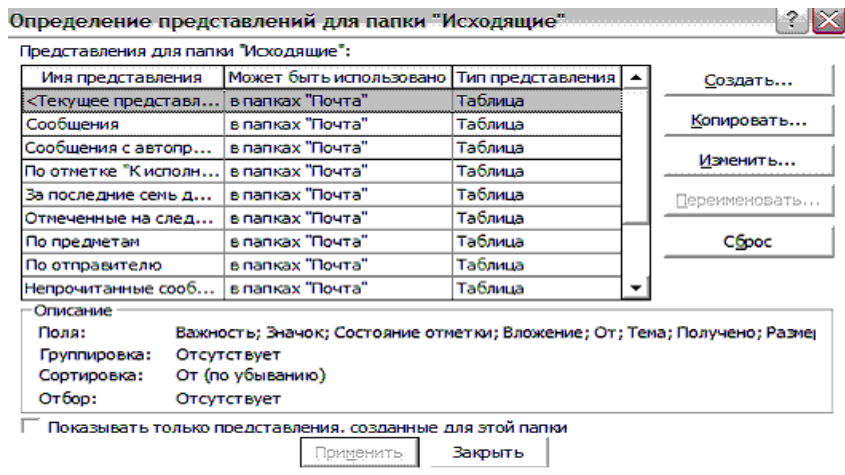 Определение представлений для папки "Исходящие"
Представления для папки "Исходящие":
Имя представления Может быть использовано Тип представления
<Текущее представл... в папках "Почта" Таблица
Сообщения в папках "Почта" Таблица
Сообщения с автопр... в папках "Почта" Таблица
По отметке "К исполн... в папках "Почта" Таблица
За последние семь д... в папках "Почта" Таблица
Отмеченные на след... в папках "Почта" Таблица
По предметам в папках "Почта" Таблица
По отправителю в папках "Почта" Таблица
Непрочитанные сооб... в папках "Почта" Таблица
Создать...
Копировать...
Изменить...
Переименовать...
Сброс
Описание
Поля: Важность; Значок; Состояние отметки; Вложение; От; Тема; Получено; Размер
Группировка: Отсутствует
Сортировка: От (по убыванию)
Отбор: Отсутствует
Показывать только представления, созданные для этой папки
Применить Закрыть